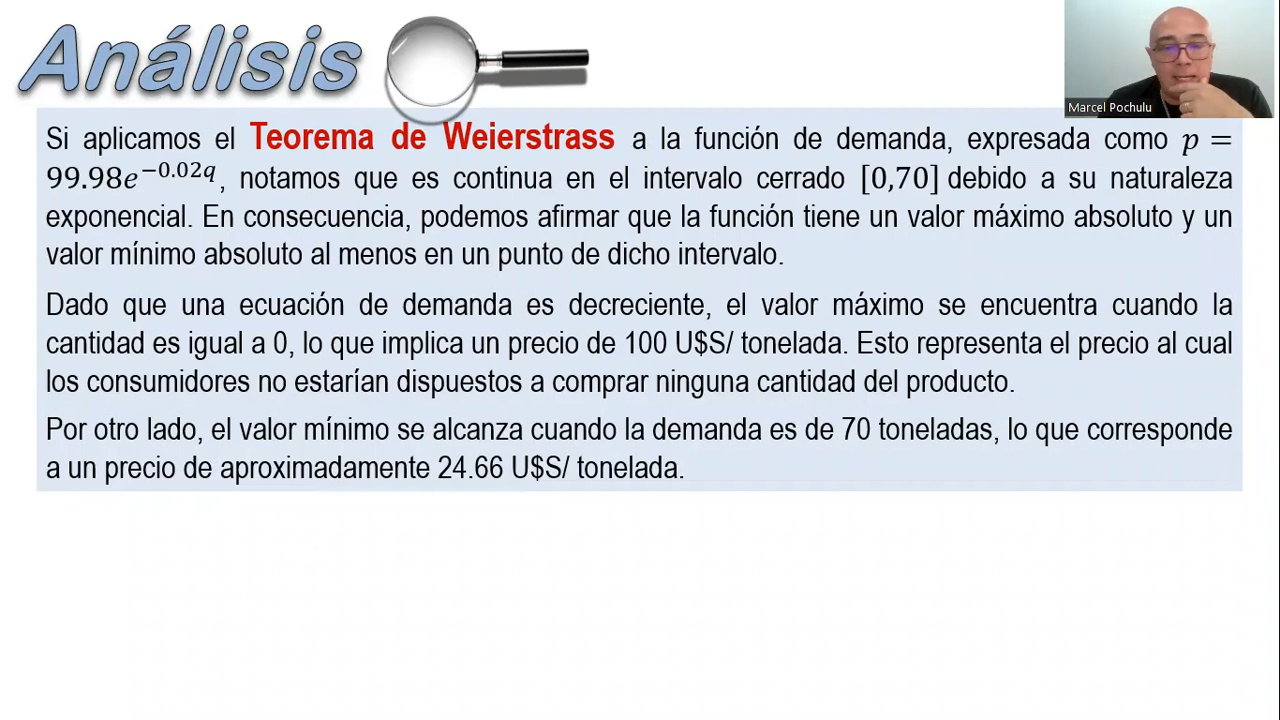 Análisis
Marcel Pochulu
Si aplicamos el Teorema de Weierstrass a la función de demanda, expresada como p =
99.98e^{−0.02q}, notamos que es continua en el intervalo cerrado [0,70] debido a su naturaleza
exponencial. En consecuencia, podemos afirmar que la función tiene un valor máximo absoluto y un
valor mínimo absoluto al menos en un punto de dicho intervalo.
Dado que una ecuación de demanda es decreciente, el valor máximo se encuentra cuando la
cantidad es igual a 0, lo que implica un precio de 100 U$S/ tonelada. Esto representa el precio al cual
los consumidores no estarían dispuestos a comprar ninguna cantidad del producto.
Por otro lado, el valor mínimo se alcanza cuando la demanda es de 70 toneladas, lo que corresponde
a un precio de aproximadamente 24.66 U$S/ tonelada.